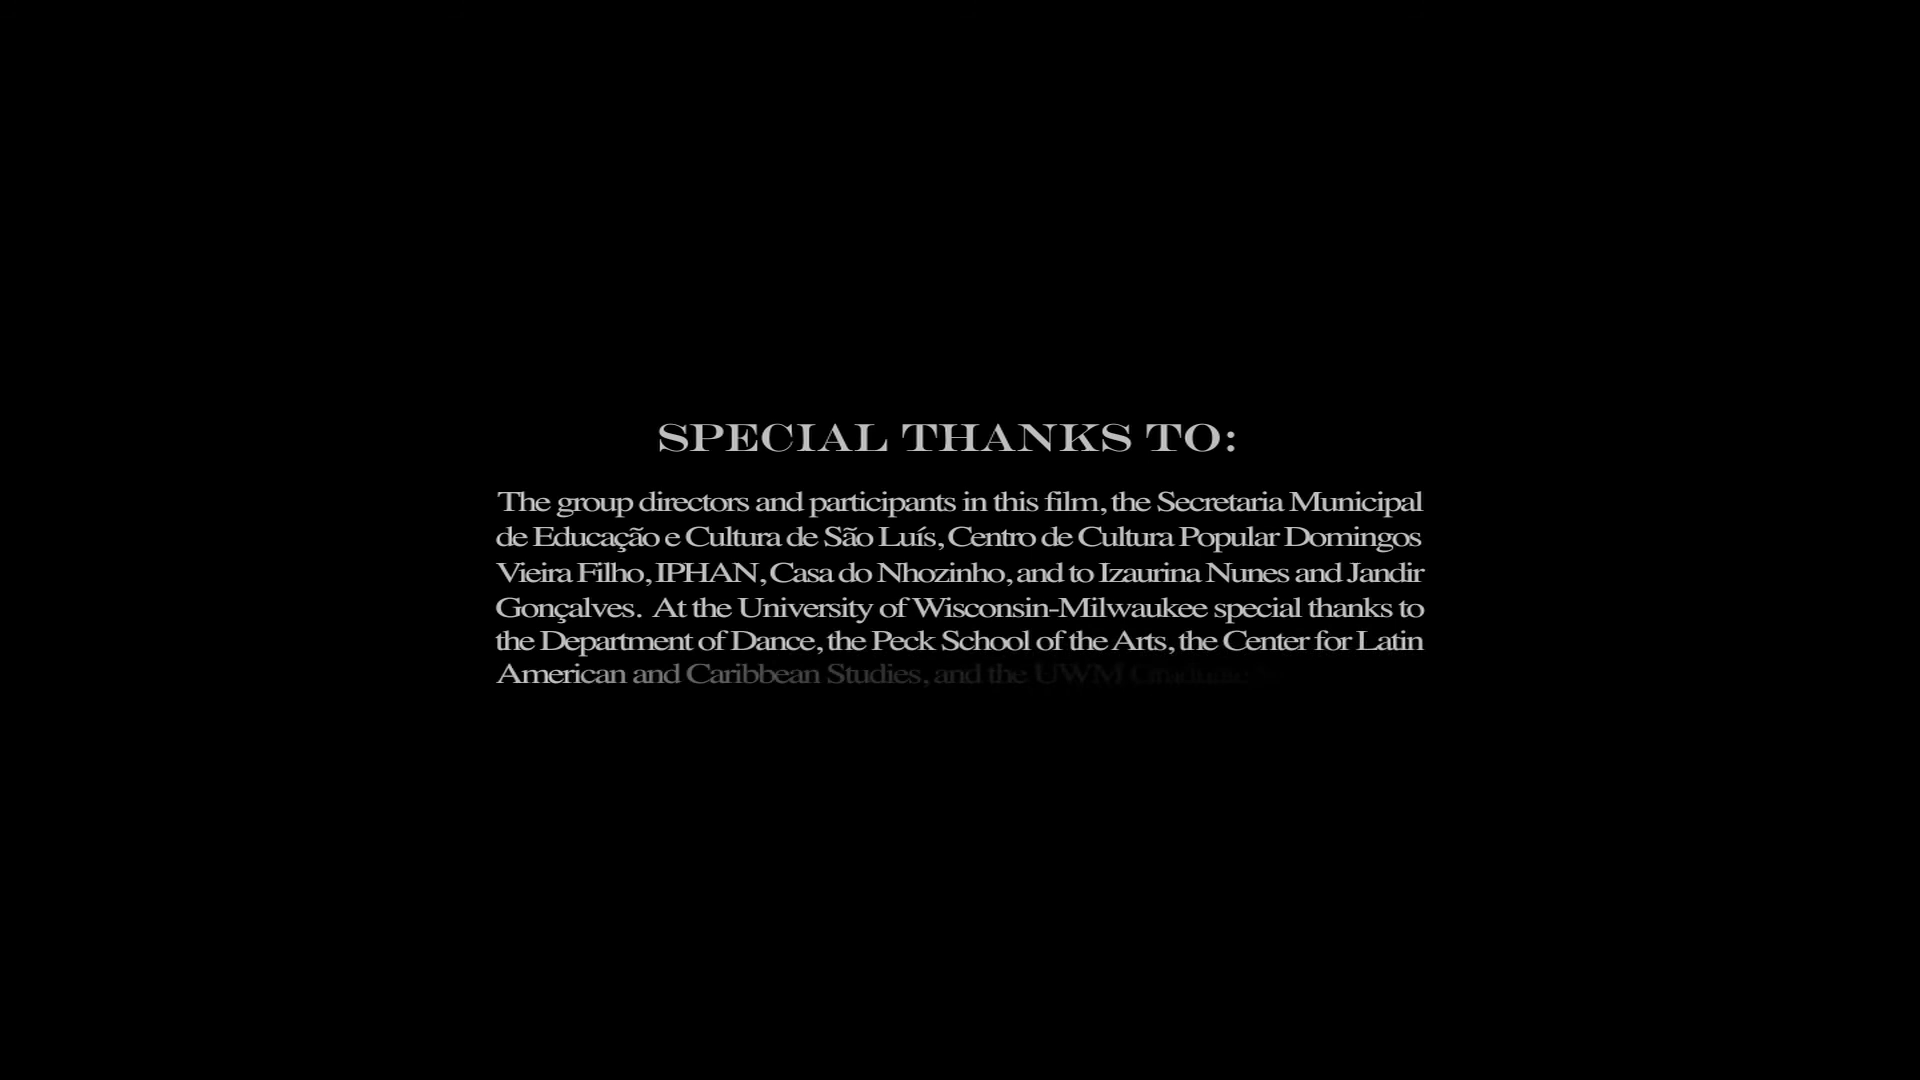 SPECIAL THANKS TO:
The group directors and participants in this film, the Secretaria Municipal
de Educação e Cultura de São Luís, Centro de Cultura Popular Domingos
Vieira Filho, IPHAN, Casa do Nhozinho, and to Izaurina Nunes and Jandir
Gonçalves. At the University of Wisconsin-Milwaukee special thanks to
the Department of Dance, the Peck School of the Arts, the Center for Latin
American and Caribbean Studies, and the UWM Graduate